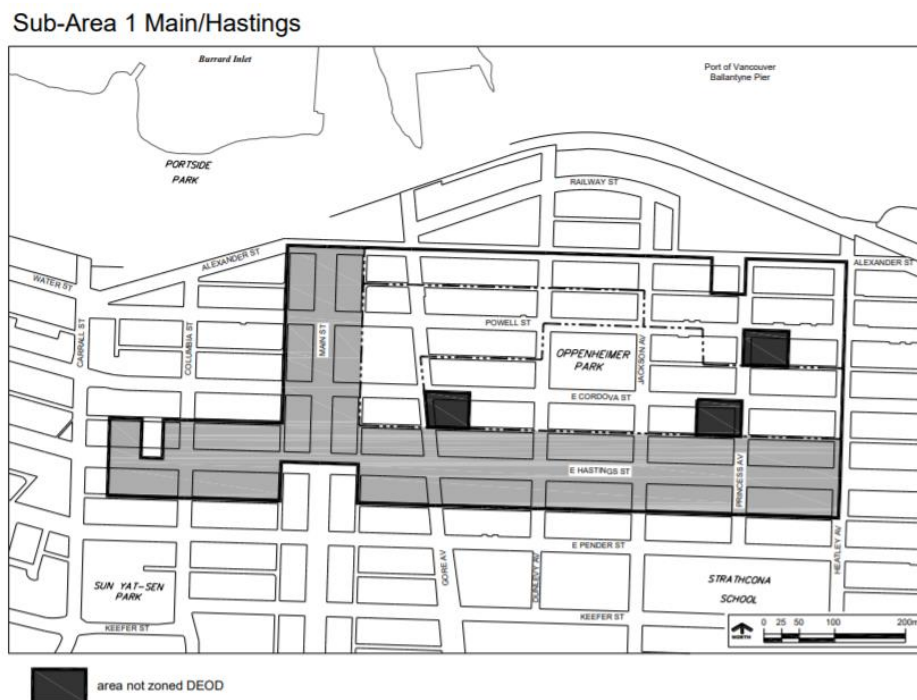 Sub-Area 1 Main/Hastings
Burrard Inlet
Port of Vancouver
Ballantyne Pier
PORTSIDE
PARK
RAILWAY ST
ALEXANDER ST
ALEXANDER ST
WATER ST
CARRALL ST
COLUMBIA ST
MAIN ST
POWELL ST
OPPENHEIMER
PARK
JACKSON AV
E CORDOVA ST
E HASTINGS ST
PRINCESS AV
E PENDER ST
GORE AV
DUNLEVY AV
HEATLEY AV
SUN YAT-SEN
PARK
STRATHCONA
SCHOOL
KEEFER ST
KEEFER ST
NORTH
0 25 50 100 200m
area not zoned DEOD